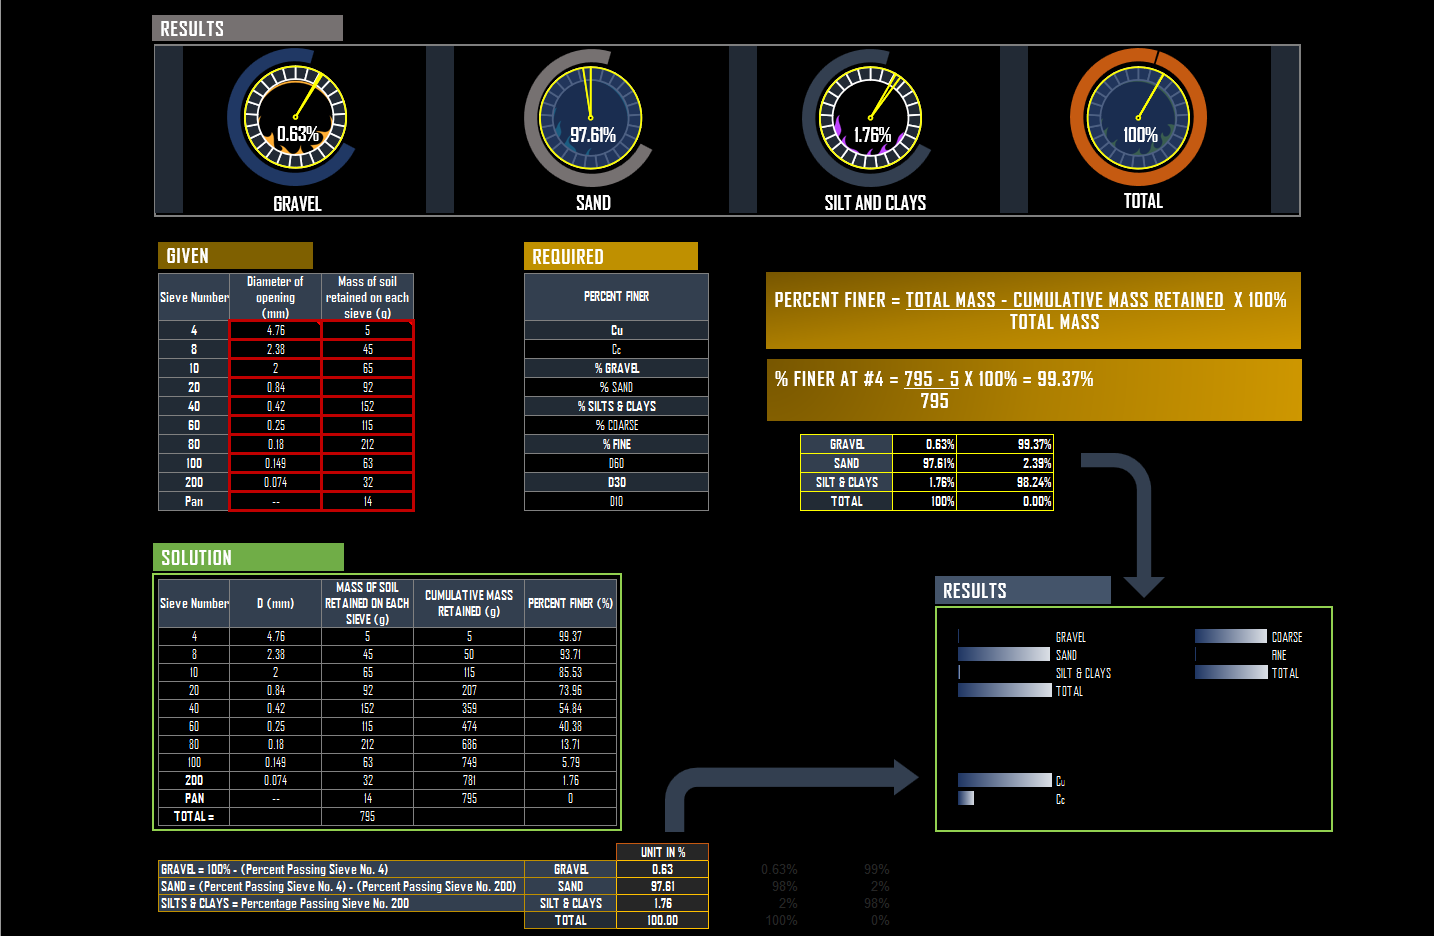 RESULTS
0.63%
97.61%
1.76%
100%
GRAVEL
SAND
SILT AND CLAYS
TOTAL
GIVEN
Sieve Number Diameter of opening (mm) Mass of soil retained on each sieve (g)
4 4.76 5
8 2.38 45
10 2 65
20 0.84 92
40 0.42 152
60 0.25 115
80 0.18 212
100 0.149 63
200 0.074 32
Pan -- 14
REQUIRED
PERCENT FINER
Cu
Cc
% GRAVEL
% SAND
% SILTS & CLAYS
% COARSE
% FINE
D60
D30
D10
PERCENT FINER = TOTAL MASS - CUMULATIVE MASS RETAINED X 100%
TOTAL MASS
% FINER AT #4 = 795 - 5 X 100% = 99.37%
795
GRAVEL 0.63% 99.37%
SAND 97.61% 2.39%
SILT & CLAYS 1.76% 98.24%
TOTAL 100% 0.00%
SOLUTION
Sieve Number D (mm) MASS OF SOIL RETAINED ON EACH SIEVE (g) CUMULATIVE MASS RETAINED (g) PERCENT FINER (%)
4 4.76 5 5 99.37
8 2.38 45 50 93.71
10 2 65 115 85.53
20 0.84 92 207 73.96
40 0.42 152 359 54.84
60 0.25 115 474 40.38
80 0.18 212 686 13.71
100 0.149 63 749 5.79
200 0.074 32 781 1.76
PAN -- 14 795 0
TOTAL = 795
RESULTS
GRAVEL
SAND
SILT & CLAYS
TOTAL
COARSE
FINE
TOTAL
Cu
Cc
UNIT IN %
GRAVEL = 100% - (Percent Passing Sieve No. 4) GRAVEL 0.63
SAND = (Percent Passing Sieve No. 4) - (Percent Passing Sieve No. 200) SAND 97.61
SILTS & CLAYS = Percentage Passing Sieve No. 200 SILT & CLAYS 1.76
TOTAL 100.00
0.63% 99%
98% 2%
2% 98%
100% 0%